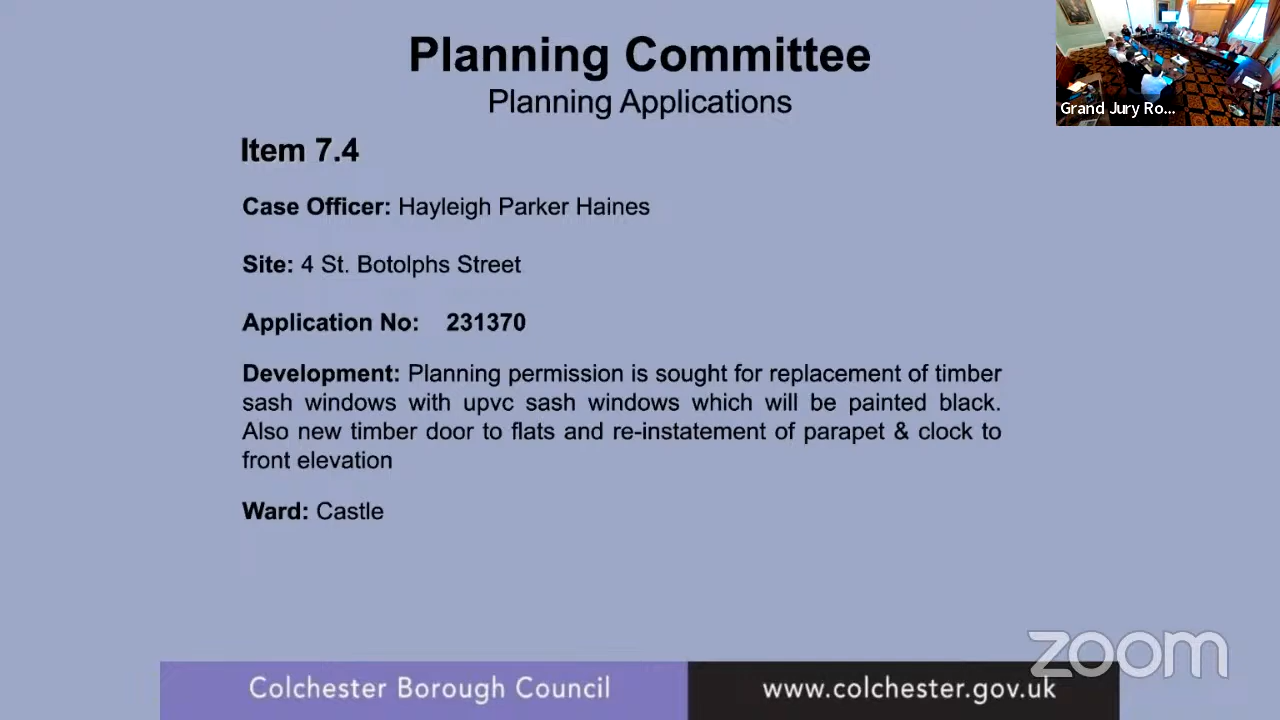 Planning Committee
Planning Applications
Grand Jury Ro...
Item 7.4
Case Officer: Hayleigh Parker Haines
Site: 4 St. Botolphs Street
Application No: 231370
Development: Planning permission is sought for replacement of timber
sash windows with upvc sash windows which will be painted black.
Also new timber door to flats and re-instatement of parapet & clock to
front elevation
Ward: Castle
zoom
Colchester Borough Council
www.colchester.gov.uk